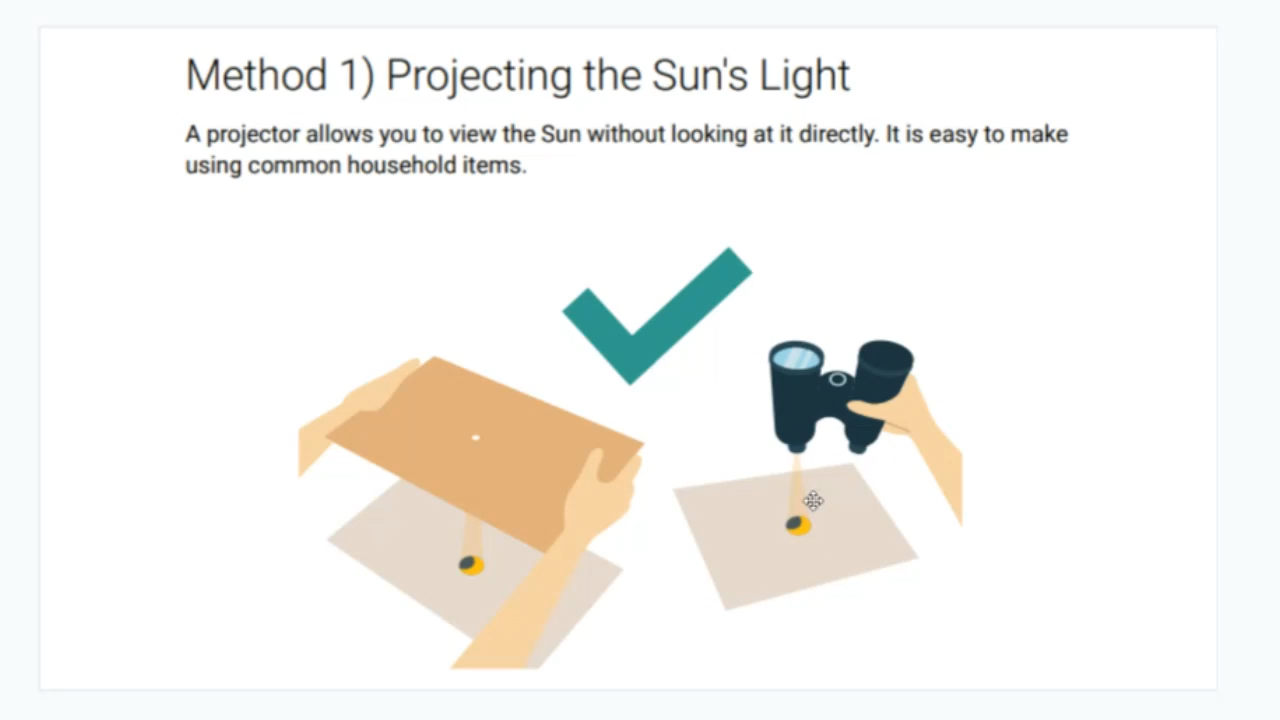 Method 1) Projecting the Sun's Light
A projector allows you to view the Sun without looking at it directly. It is easy to make
using common household items.